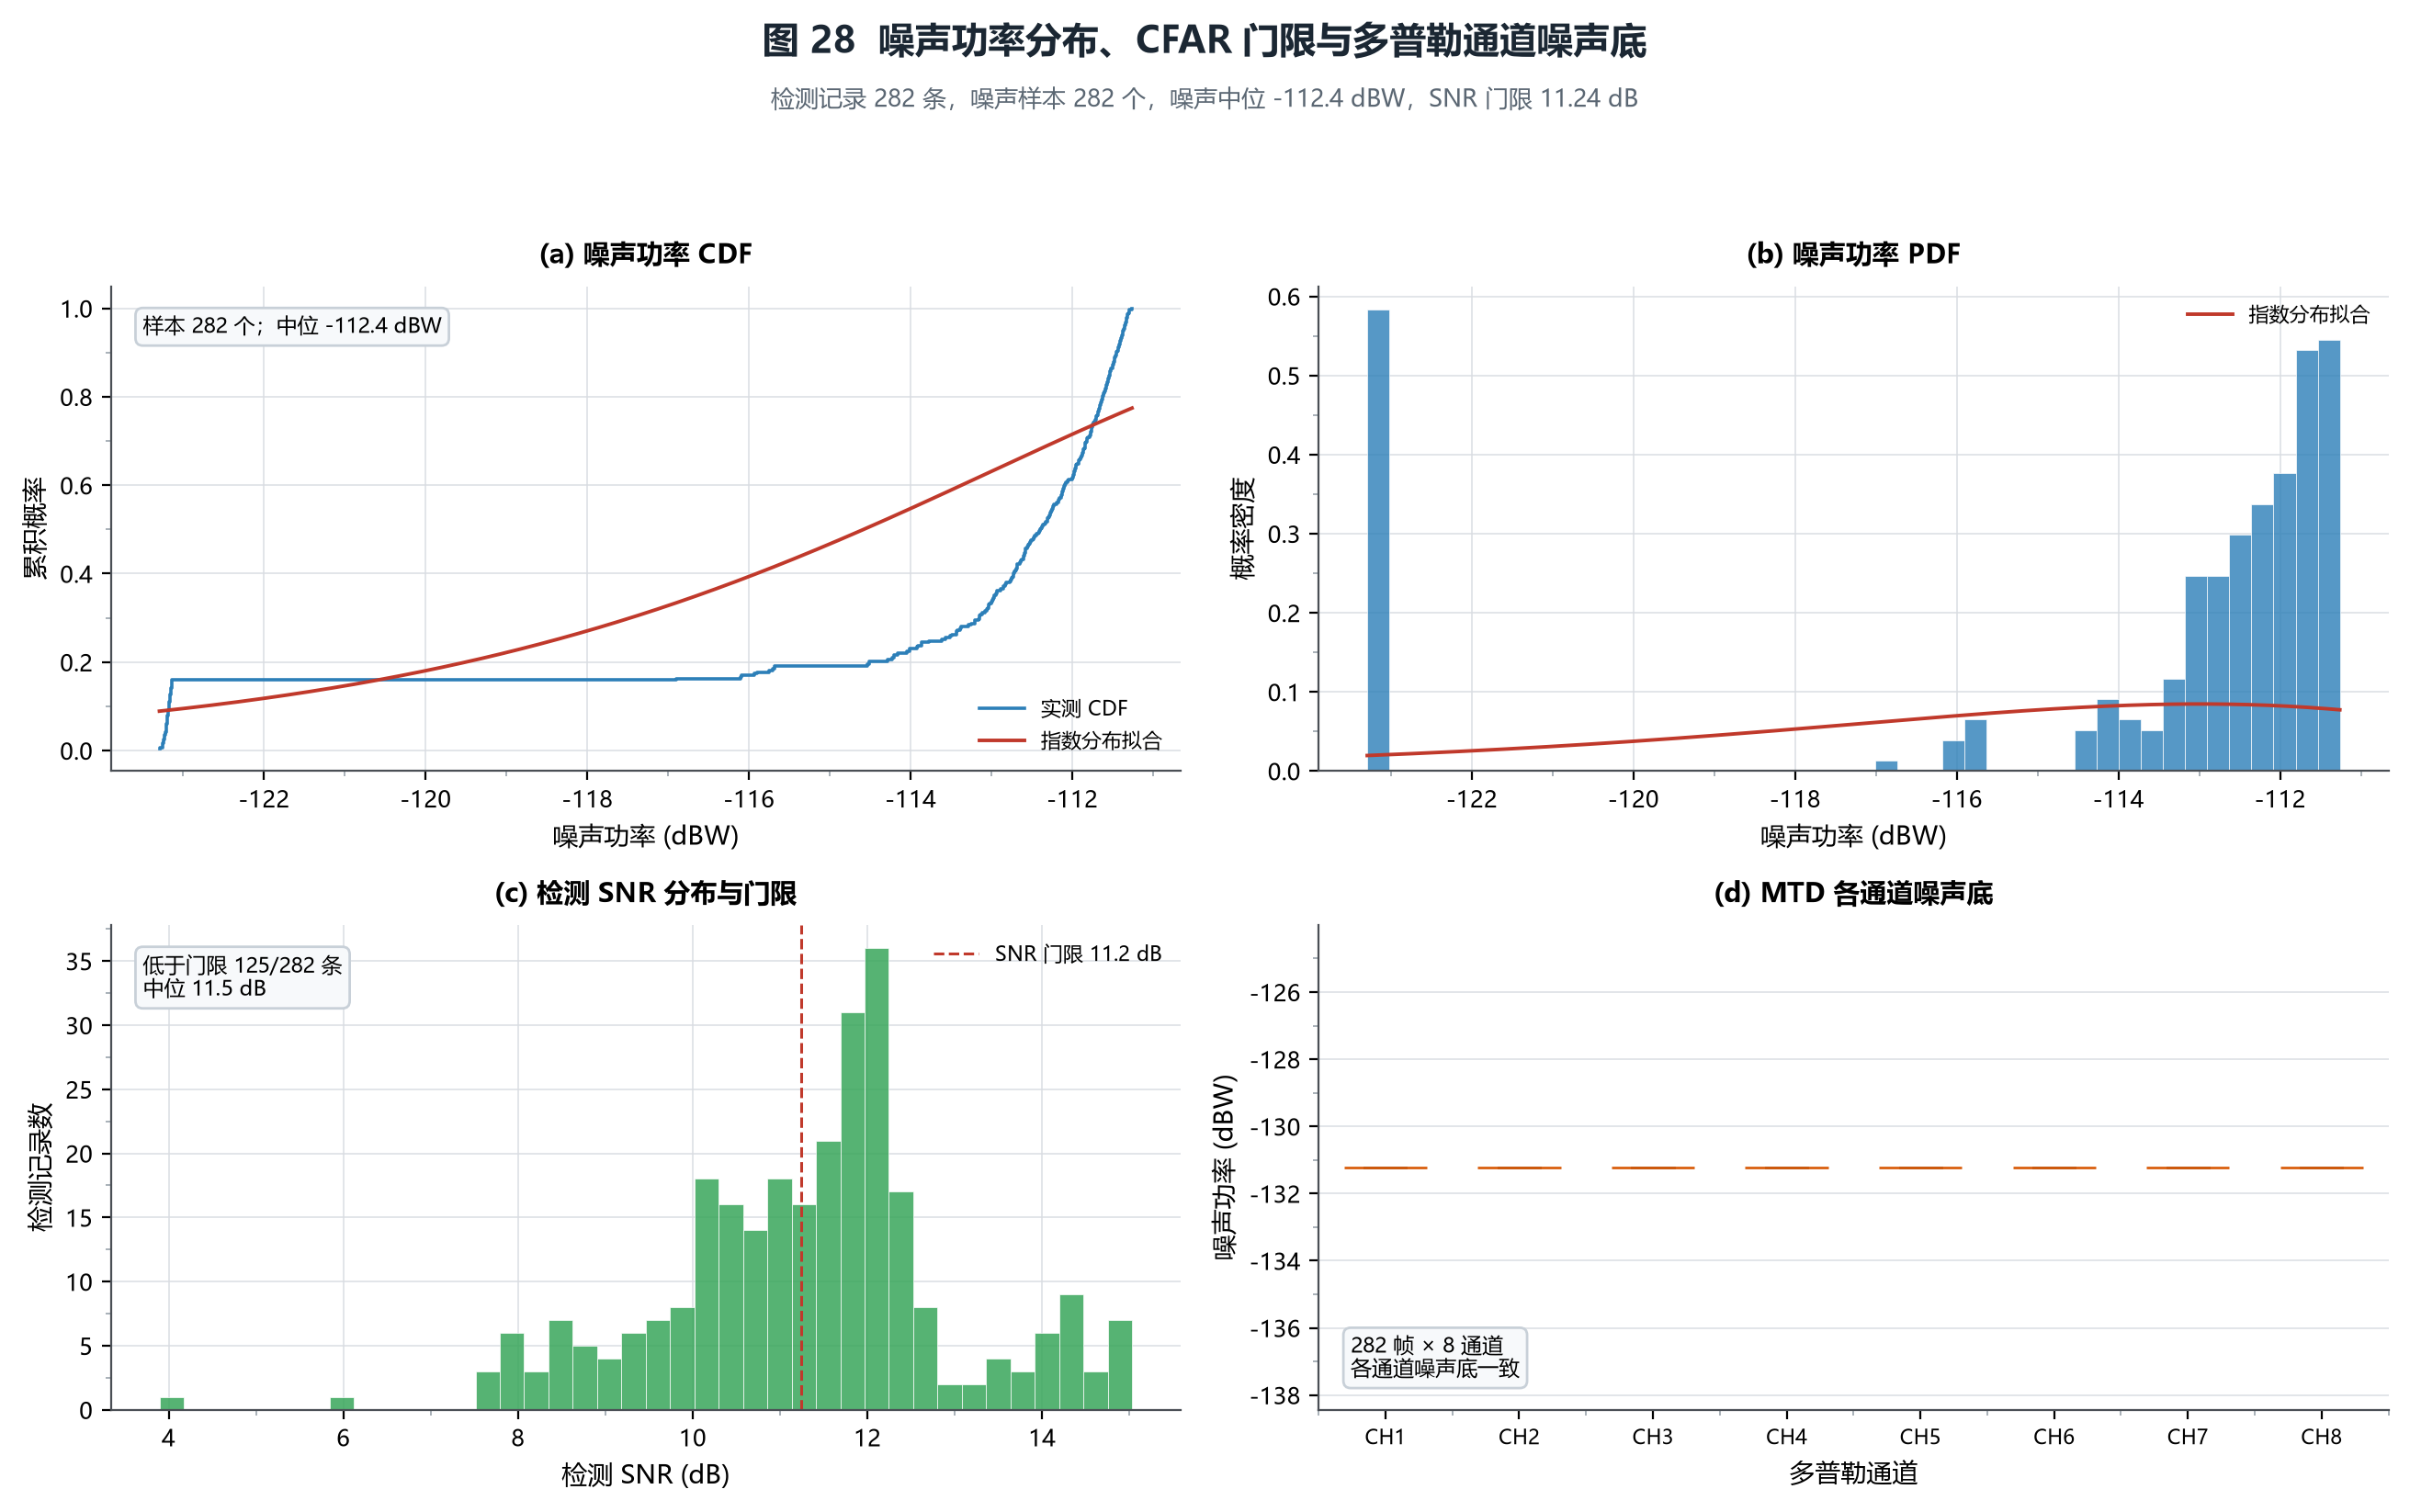 图 28 噪声功率分布、CFAR 门限与多普勒通道噪声底
检测记录 282 条，噪声样本 282 个，噪声中位 -112.4 dBW，SNR 门限 11.24 dB
(a) 噪声功率 CDF
样本 282 个；中位 -112.4 dBW
累积概率
1.0
0.8
0.6
0.4
0.2
0.0
实测 CDF
指数分布拟合
-122 -120 -118 -116 -114 -112
噪声功率 (dBW)
(b) 噪声功率 PDF
指数分布拟合
概率密度
0.6
0.5
0.4
0.3
0.2
0.1
0.0
-122 -120 -118 -116 -114 -112
噪声功率 (dBW)
(c) 检测 SNR 分布与门限
低于门限 125/282 条
中位 11.5 dB
SNR 门限 11.2 dB
检测记录数
35
30
25
20
15
10
5
0
4 6 8 10 12 14
检测 SNR (dB)
(d) MTD 各通道噪声底
噪声功率 (dBW)
-126
-128
-130
-132
-134
-136
-138
282 帧 × 8 通道
各通道噪声底一致
CH1 CH2 CH3 CH4 CH5 CH6 CH7 CH8
多普勒通道